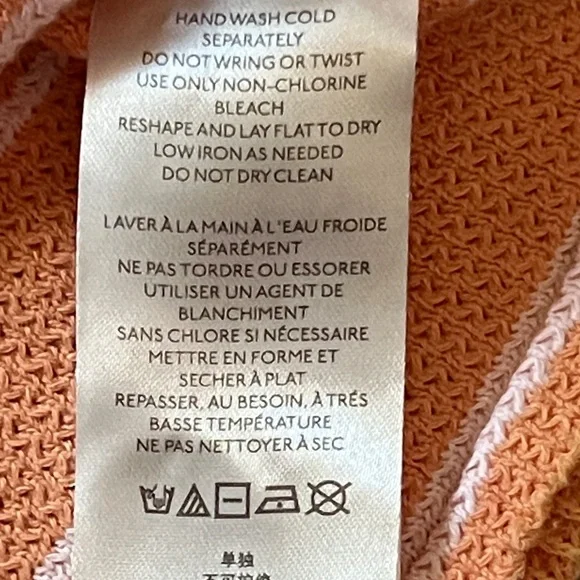 HAND WASH COLD
SEPARATELY
DO NOT WRING OR TWIST
USE ONLY NON-CHLORINE
BLEACH
RESHAPE AND LAY FLAT TO DRY
LOW IRON AS NEEDED
DO NOT DRY CLEAN
LAVER À LA MAIN À L'EAU FROIDE
SÉPARÉMENT
NE PAS TORDRE OU ESSORER
UTILISER UN AGENT DE
BLANCHIMENT
SANS CHLORE SI NÉCESSAIRE
METTRE EN FORME ET
SECHER À PLAT
REPASSER, AU BESOIN, À TRÉS
BASSE TEMPÉRATURE
NE PAS NETTOYER À SEC
单独